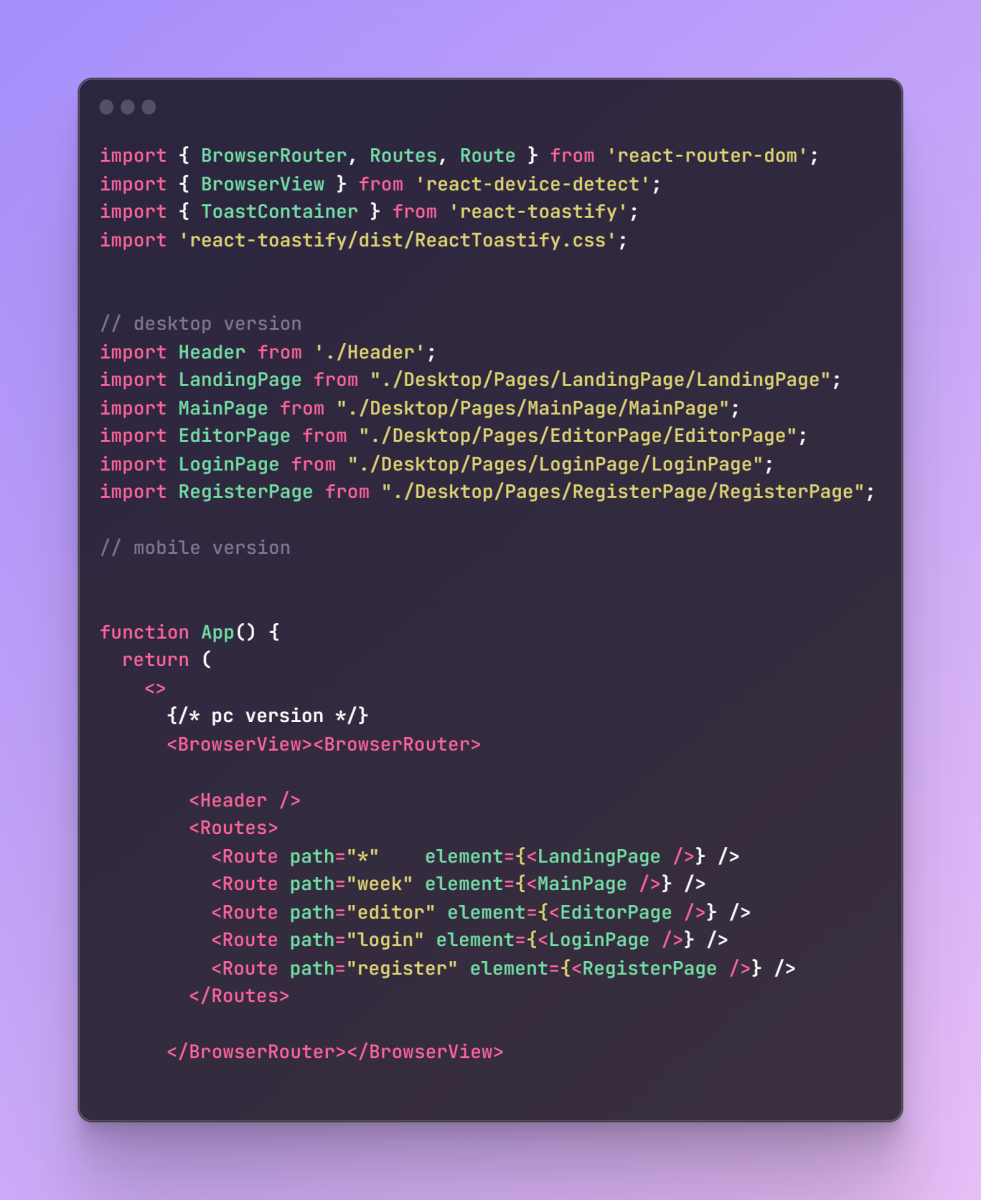 import { BrowserRouter, Routes, Route } from 'react-router-dom';
import { BrowserView } from 'react-device-detect';
import { ToastContainer } from 'react-toastify';
import 'react-toastify/dist/ReactToastify.css';


// desktop version
import Header from './Header';
import LandingPage from "./Desktop/Pages/LandingPage/LandingPage";
import MainPage from "./Desktop/Pages/MainPage/MainPage";
import EditorPage from "./Desktop/Pages/EditorPage/EditorPage";
import LoginPage from "./Desktop/Pages/LoginPage/LoginPage";
import RegisterPage from "./Desktop/Pages/RegisterPage/RegisterPage";

// mobile version


function App() {
  return (
    <>
      {/* pc version */}
      <BrowserView><BrowserRouter>

        <Header />
        <Routes>
          <Route path="*"    element={<LandingPage />} />
          <Route path="week" element={<MainPage />} />
          <Route path="editor" element={<EditorPage />} />
          <Route path="login" element={<LoginPage />} />
          <Route path="register" element={<RegisterPage />} />
        </Routes>

      </BrowserRouter></BrowserView>